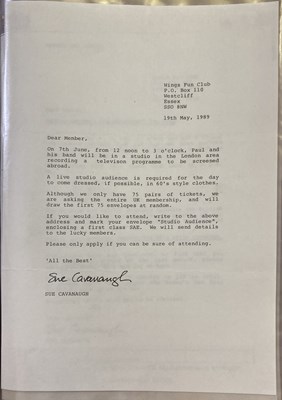 Wings Fun Club
P.O. Box 110
Westcliff
Essex
SS0 8NW
19th May, 1989
Dear Member,
On 7th June, from 12 noon to 3 o'clock, Paul and
his band will be in a studio in the London area
recording a television programme to be screened
abroad.
A live studio audience is required for the
day to come dressed, if possible, in 60's style clothes.
Although we only have 75 pairs of tickets, we
are asking the entire UK membership, and will
draw the first 75 envelopes at random.
If you would like to attend, write to the above
address and mark your envelope "Studio Audience",
enclosing a first class SAE. We will send details
to the lucky members.
Please only apply if you can be sure of attending.
'All the Best'
Sue Cavanaugh
SUE CAVANAUGH